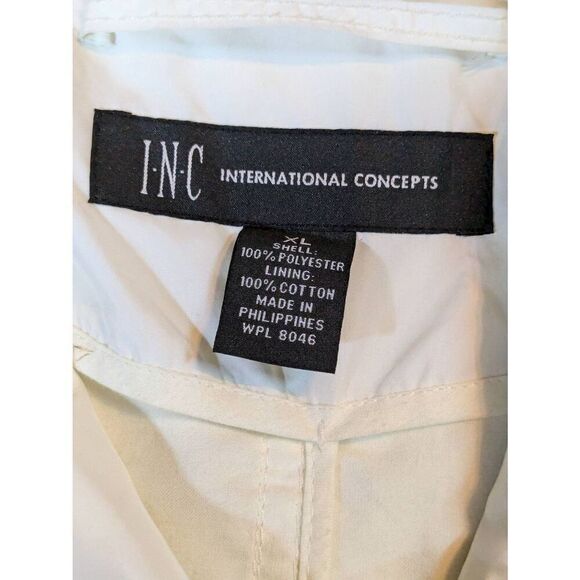 I·N·C INTERNATIONAL CONCEPTS
XL
SHELL:
100% POLYESTER
LINING:
100% COTTON
MADE IN
PHILIPPINES
WPL 8046